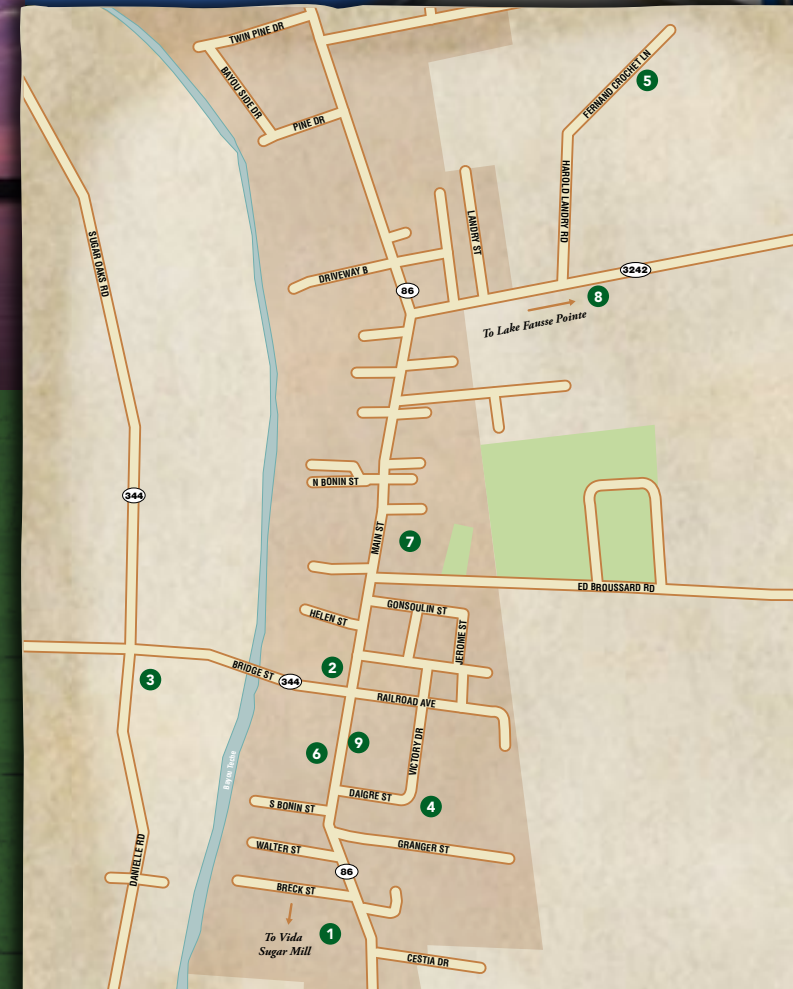 TWIN PINE DR
BAYOU SIDE DR
PINE DR
5
FERNAND CROCHET LN
HAROLD LANDRY RD
SUGAR OAKS RD
LANDRY ST
DRIVEWAY B
3242
86
8
To Lake Fausse Pointe
344
N BONIN ST
MAIN ST
7
ED BROUSSARD RD
GONSOULIN ST
HELEN ST
JEROME ST
2
3
BRIDGE ST
344
RAILROAD AVE
9
6
VICTORY DR
Bayou Teche
DAIGRE ST
S BONIN ST
4
WALTER ST
GRANGER ST
DANIELLE RD
86
BRECK ST
1
To Vida
Sugar Mill
CESTIA DR